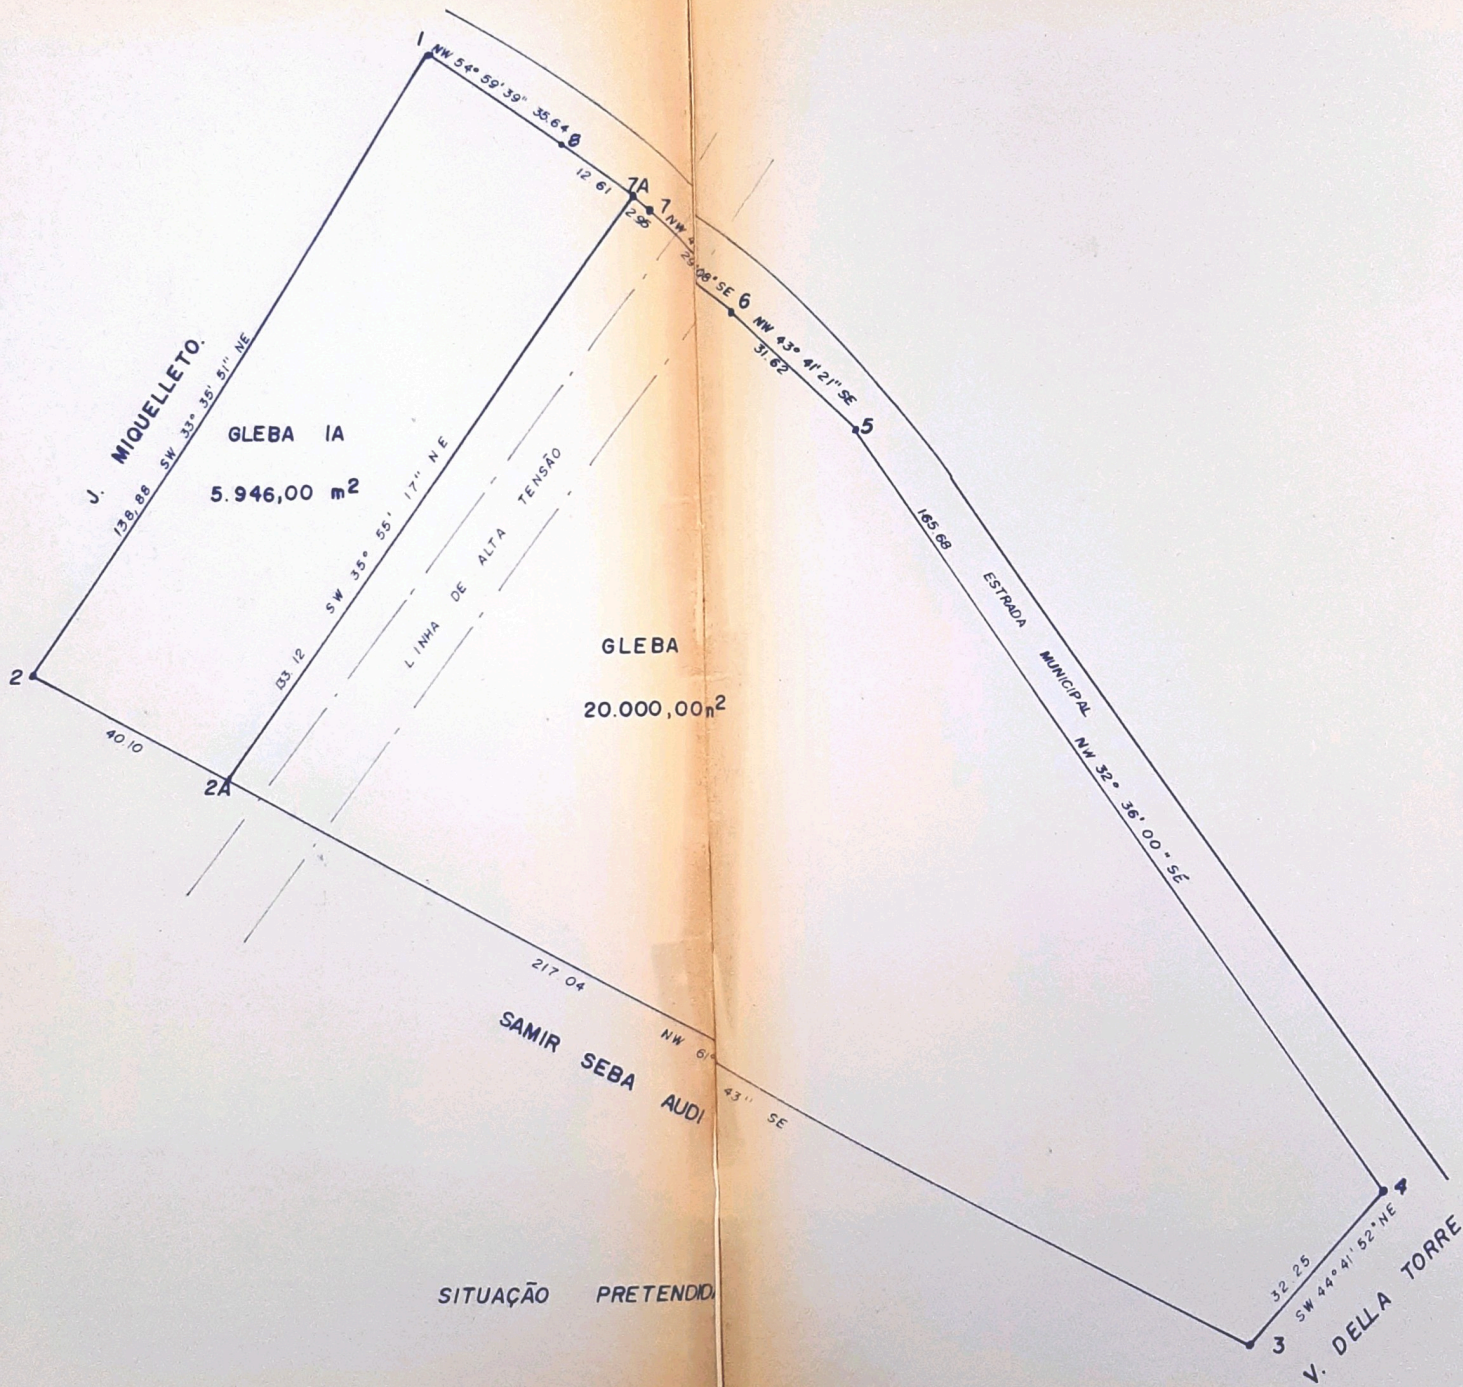 1
NW 54° 59' 39" 35.64
8
12.61
7A
7
2.95
NW 4
29' 08" SE
6
NW 43° 41' 21" SE
31.62
5
165.68
ESTRADA MUNICIPAL
NW 32° 36' 00" SE
J. MIQUELLETO.
138,88 SW 33° 35' 51" NE
GLEBA 1A
5.946,00 m²
133.12 SW 35° 55' 17" NE
LINHA DE ALTA TENSÃO
GLEBA
20.000,00 m²
2
40.10
2A
217.04
NW 61°
43" SE
SAMIR SEBA AUDI
4
32.25
SW 44° 41' 52" NE
3
V. DELLA TORRE
SITUAÇÃO PRETENDIDA